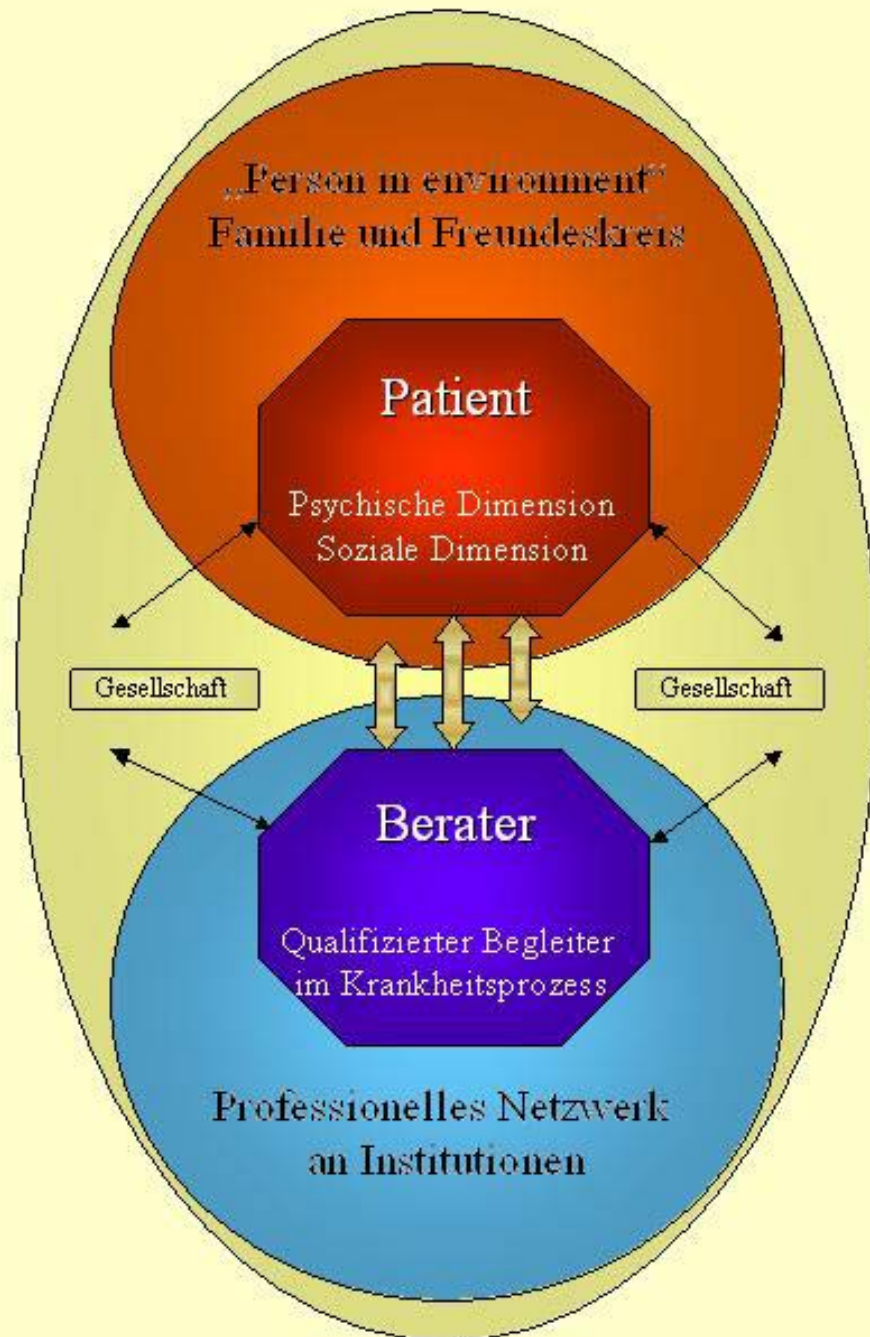 „Person in environment“
Familie und Freundeskreis
Patient
Psychische Dimension
Soziale Dimension
Gesellschaft
Gesellschaft
Berater
Qualifizierter Begleiter
im Krankheitsprozess
Professionelles Netzwerk
an Institutionen